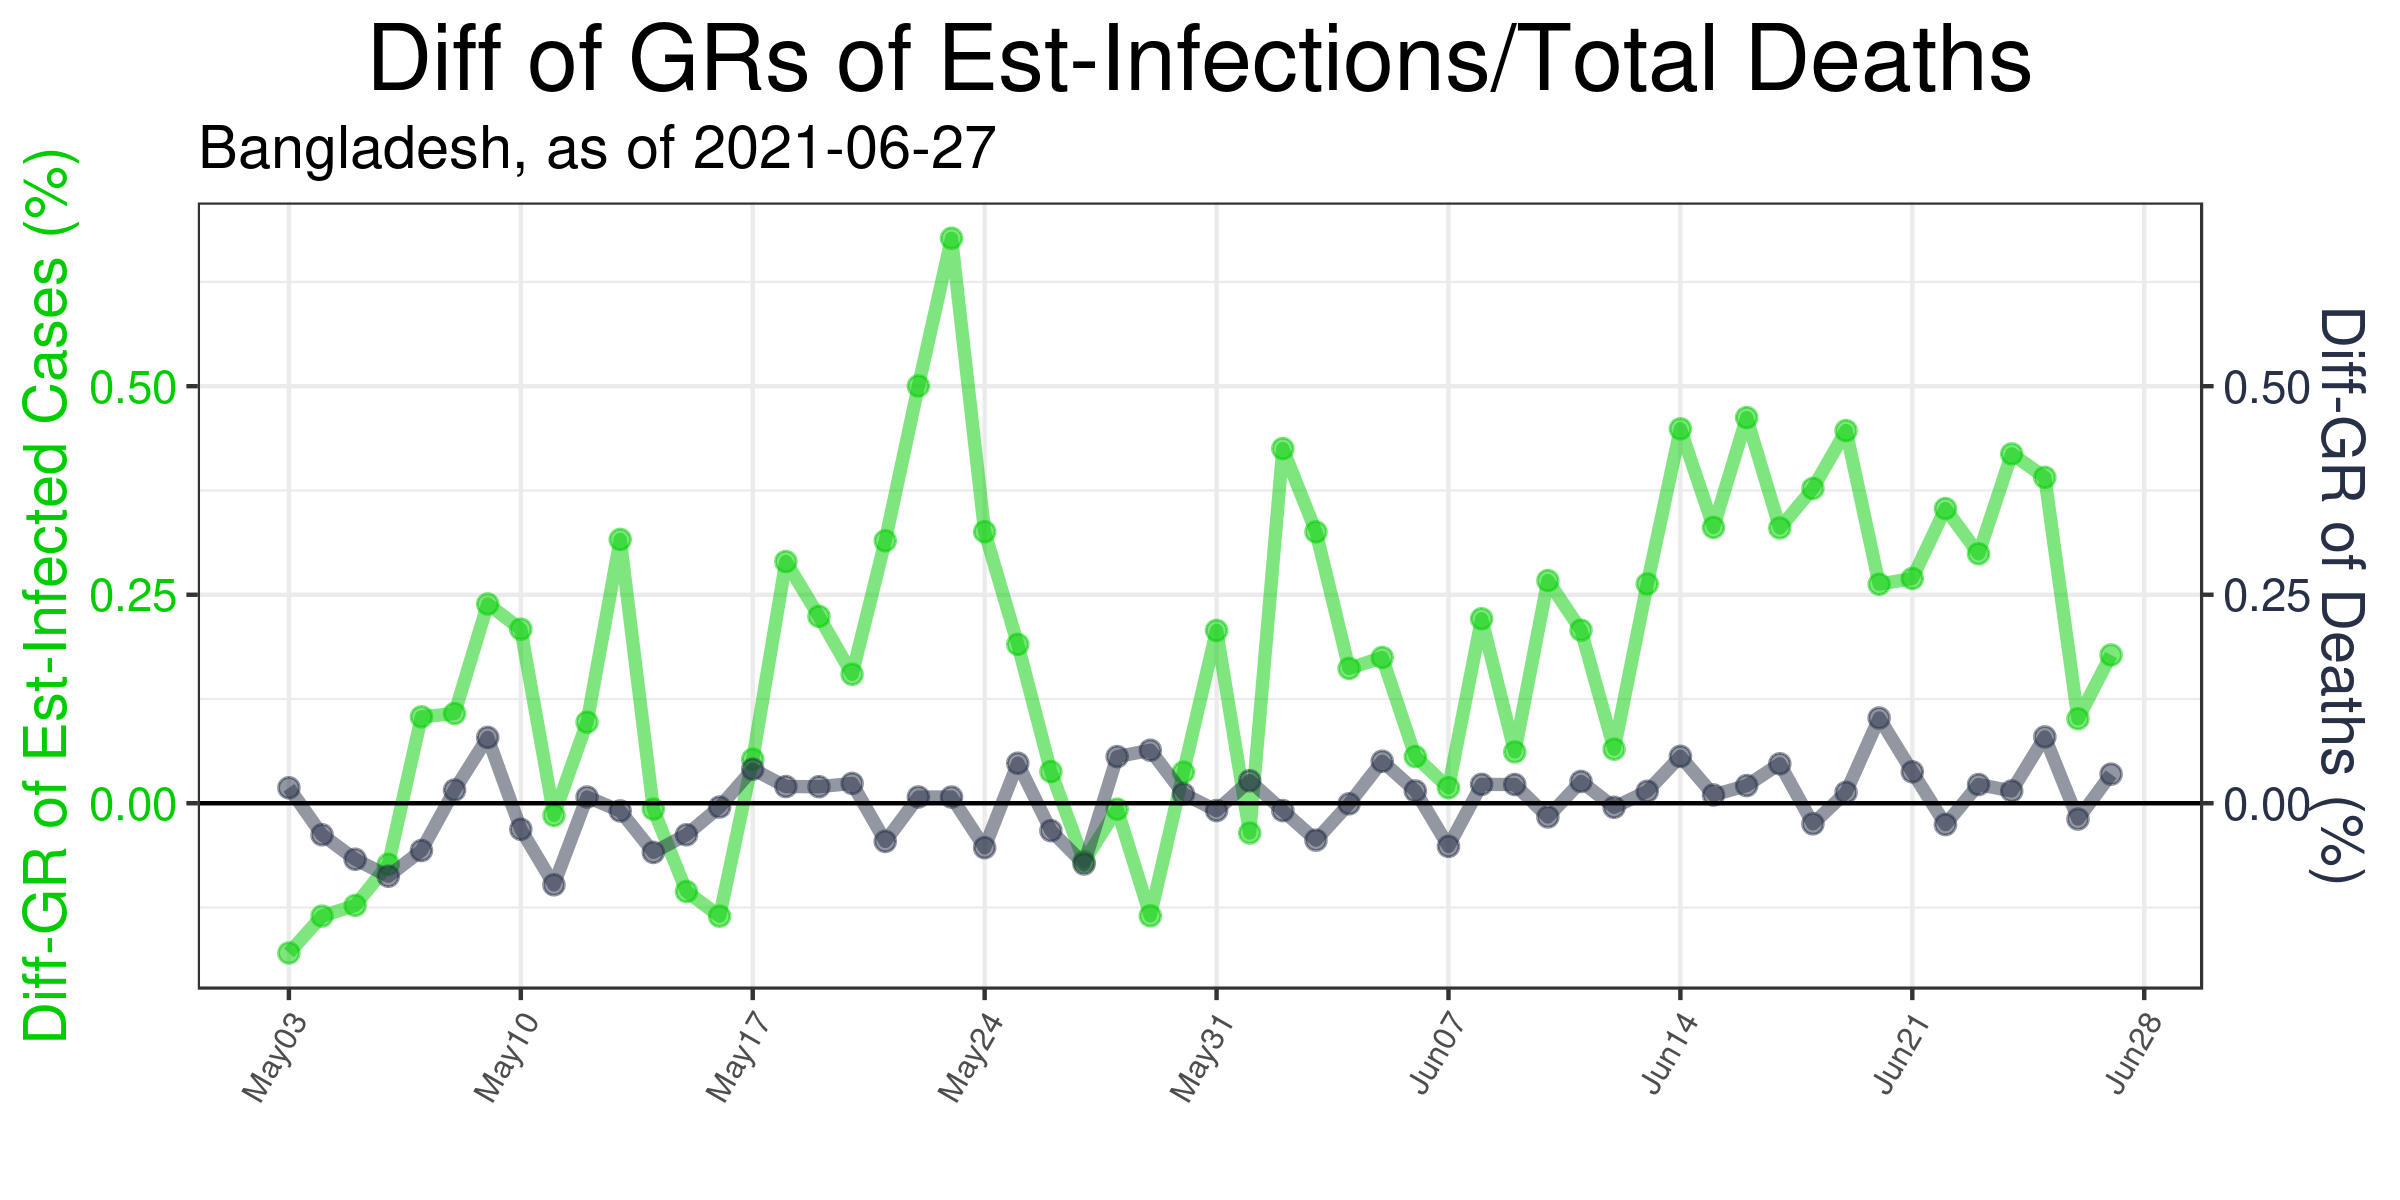 Diff of GRs of Est-Infections/Total Deaths
Bangladesh, as of 2021-06-27
Diff-GR of Est-Infected Cases (%)
0.50
0.25
0.00
0.50
0.25
0.00
Diff-GR of Deaths (%)
May03
May10
May17
May24
May31
Jun07
Jun14
Jun21
Jun28